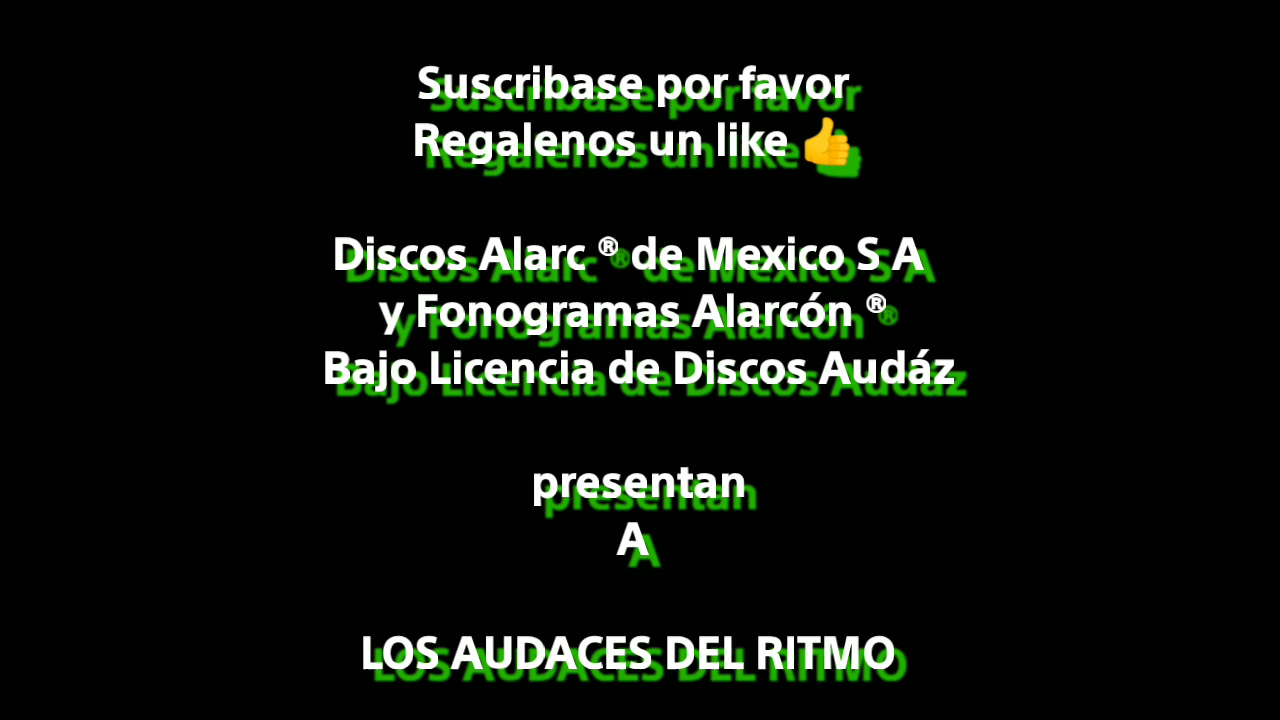 Suscribase por favor
Regalenos un like 👍
Discos Alarc ® de Mexico S A
y Fonogramas Alarcón ®
Bajo Licencia de Discos Audáz
presentan
A
LOS AUDACES DEL RITMO